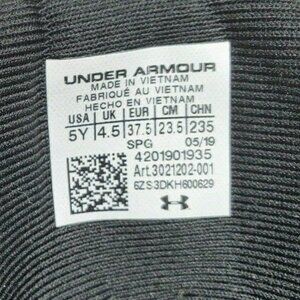 UNDER ARMOUR
MADE IN VIETNAM
FABRIQUÉ AU VIETNAM
HECHO EN VIETNAM
USA UK EUR CM CHN
5Y 4.5 37.5 23.5 235
SPG 05/19
4201901935
Art.3021202-001
6ZS3DKH600629